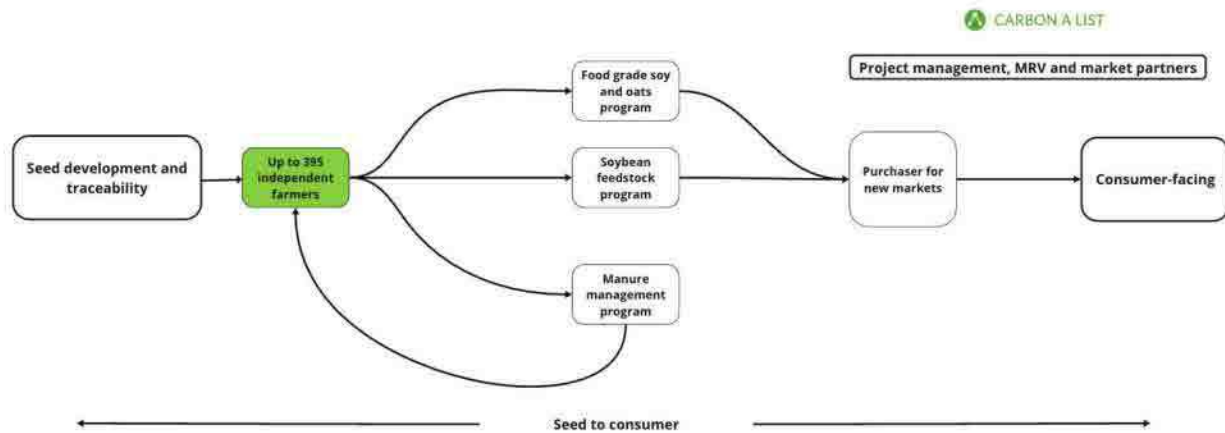 CARBON A LIST
Project management, MRV and market partners
Food grade soy
and oats
program
Seed development and
traceability
Up to 395
independent
farmers
Soybean
feedstock
program
Purchaser for
new markets
Consumer-facing
Manure
management
program
Seed to consumer